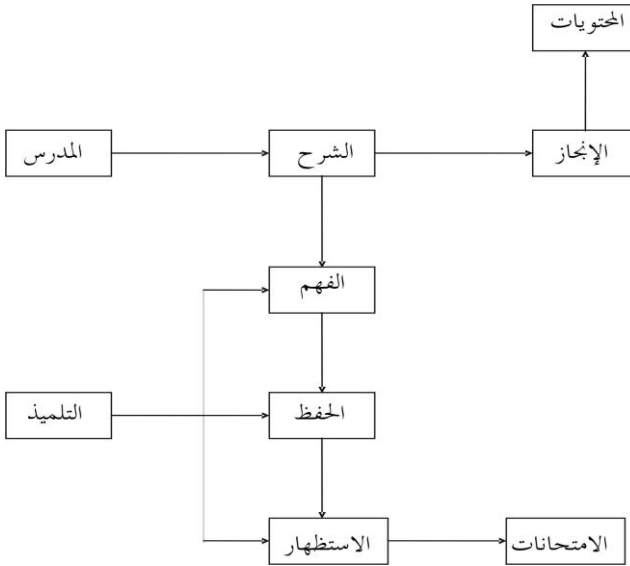 المحتويات
المدرس
الشرح
الإنجاز
الفهم
التلميذ
الحفظ
الاستظهار
الامتحانات